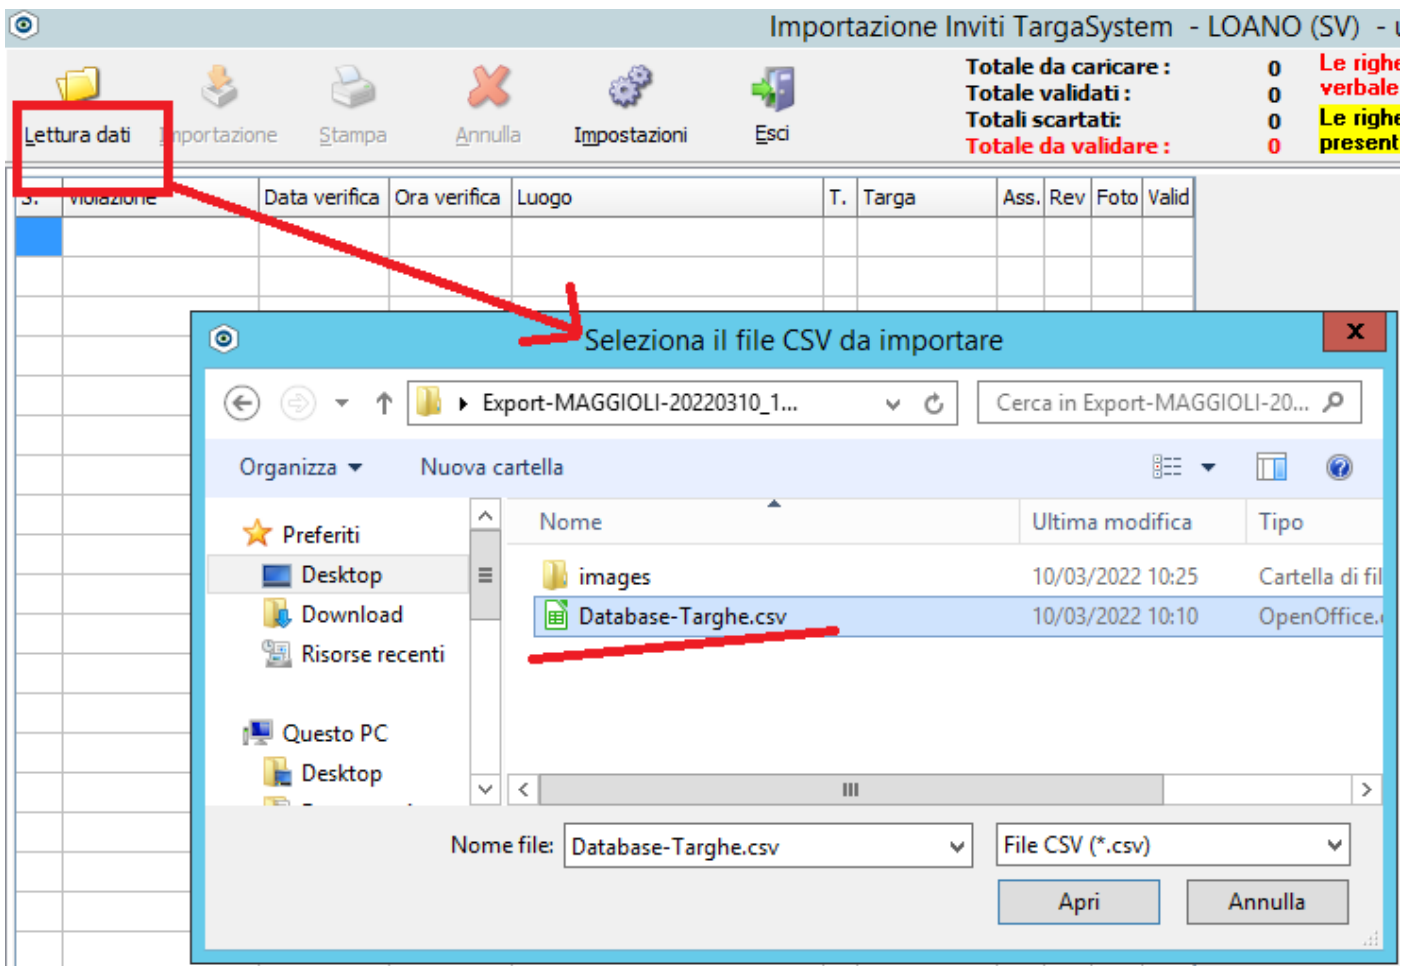 Importazione Inviti TargaSystem - LOANO (SV) -
Lettura dati Importazione Stampa Annulla Impostazioni Esci
Totale da caricare : 0
Totale validati : 0
Totali scartati: 0
Totale da validare : 0
Le righe
verbale
Le righe
present
S. Violazione Data verifica Ora verifica Luogo T. Targa Ass. Rev Foto Valid
Seleziona il file CSV da importare
Export-MAGGIOLI-20220310_1... Cerca in Export-MAGGIOLI-20...
Organizza Nuova cartella
Preferiti
Desktop
Download
Risorse recenti
Questo PC
Desktop
Nome Ultima modifica Tipo
images 10/03/2022 10:25 Cartella di fil
Database-Targhe.csv 10/03/2022 10:10 OpenOffice.
Nome file: Database-Targhe.csv File CSV (*.csv)
Apri Annulla